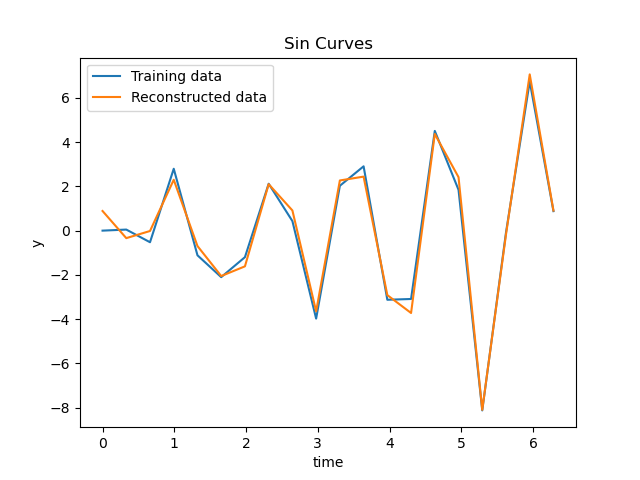 Sin Curves
Training data
Reconstructed data
6
4
2
0
−2
−4
−6
−8
y
0 1 2 3 4 5 6
time